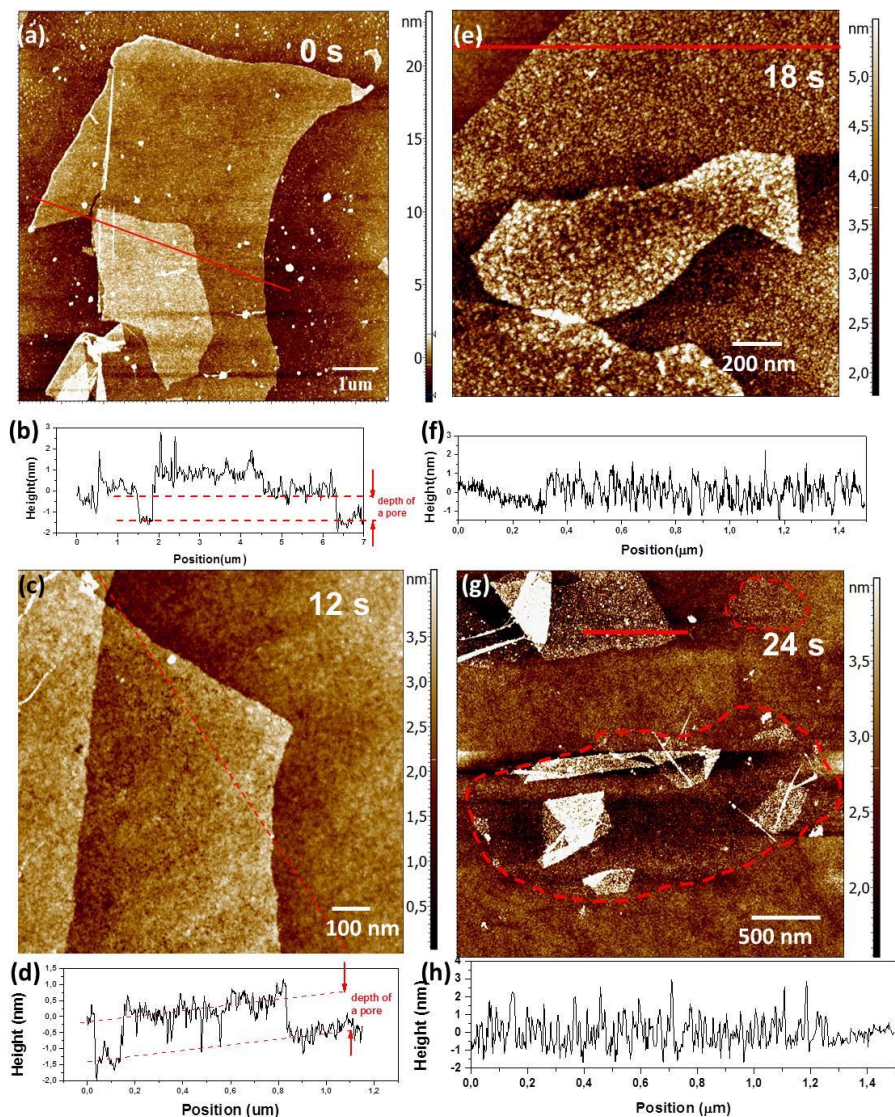 (a)
0 s
1um
nm
20
15
10
5
0
(b)
Height(nm)
3
2
1
0
-1
-2
0 1 2 3 4 5 6 7
Position(um)
depth of
a pore
(c)
12 s
100 nm
nm
3,5
3,0
2,5
2,0
1,5
1,0
0,5
(d)
Height (nm)
1,5
1,0
0,5
0,0
-0,5
-1,0
-1,5
-2,0
0,0 0,2 0,4 0,6 0,8 1,0 1,2
Position (um)
depth of
a pore
(e)
18 s
200 nm
nm
5,0
4,5
4,0
3,5
3,0
2,5
2,0
(f)
Height(nm)
3
2
1
0
-1
0,0 0,2 0,4 0,6 0,8 1,0 1,2 1,4
Position(μm)
(g)
24 s
500 nm
nm
3,5
3,0
2,5
2,0
(h)
Height (nm)
4
3
2
1
0
-1
-2
0,0 0,2 0,4 0,6 0,8 1,0 1,2 1,4
Position (μm)